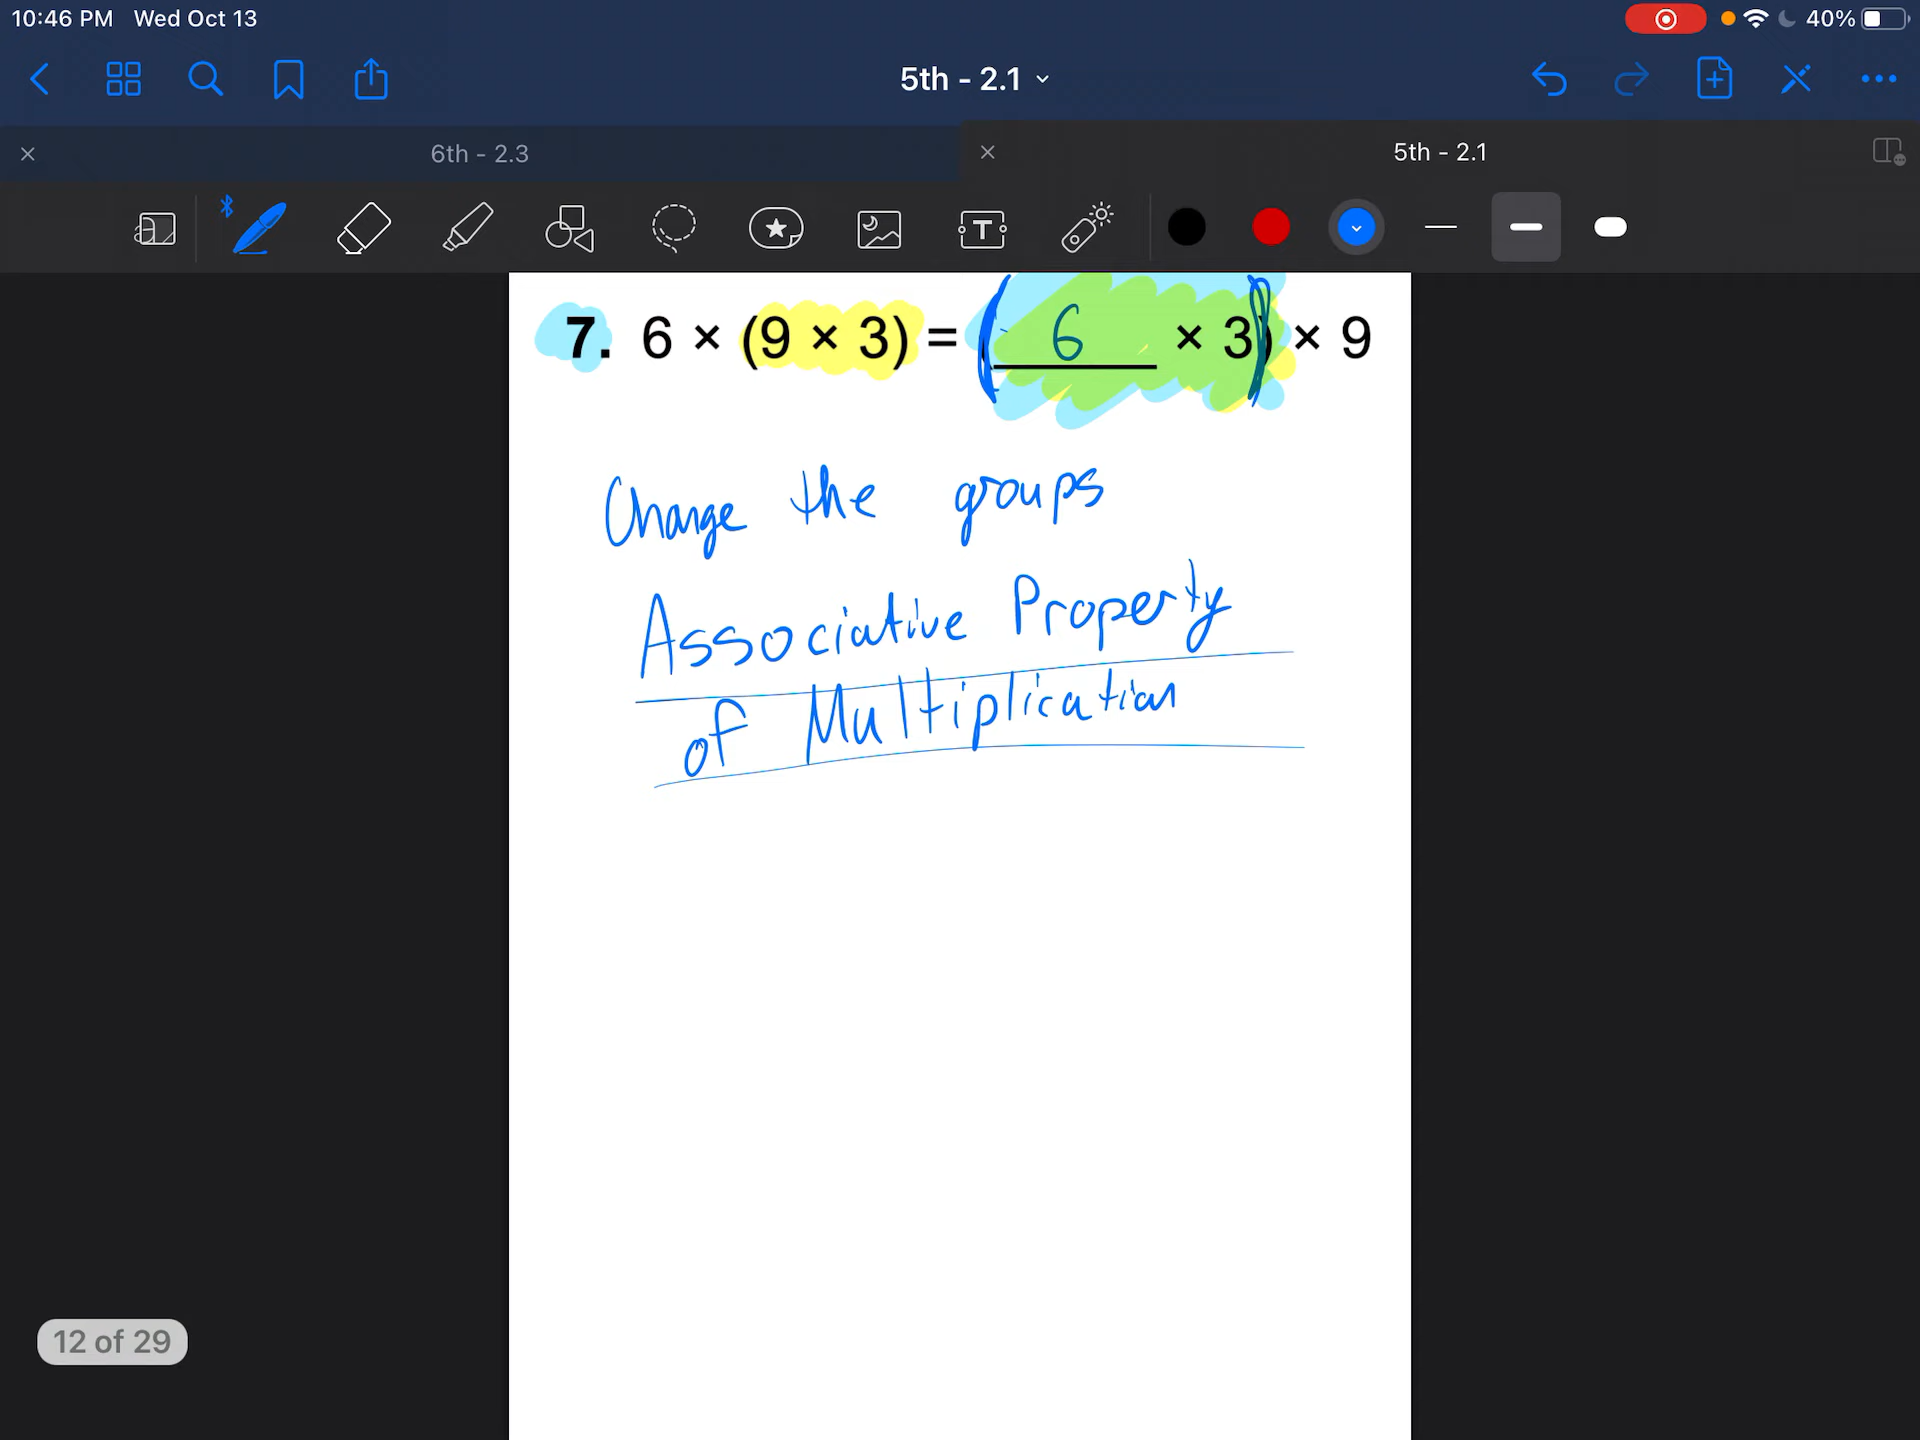 10:46 PM Wed Oct 13 40%
5th - 2.1
6th - 2.3 5th - 2.1
7. 6 × (9 × 3) = (6 × 3) × 9
Change the groups
Associative Property
of Multiplication
12 of 29